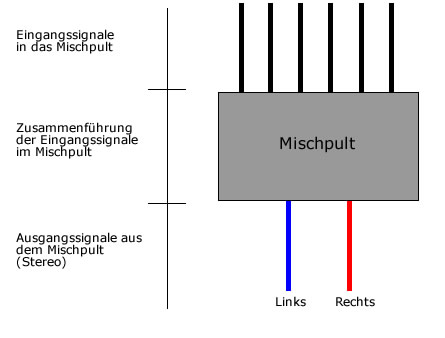 Eingangssignale
in das Mischpult
Zusammenführung
der Eingangssignale
im Mischpult
Mischpult
Ausgangssignale aus
dem Mischpult
(Stereo)
Links
Rechts